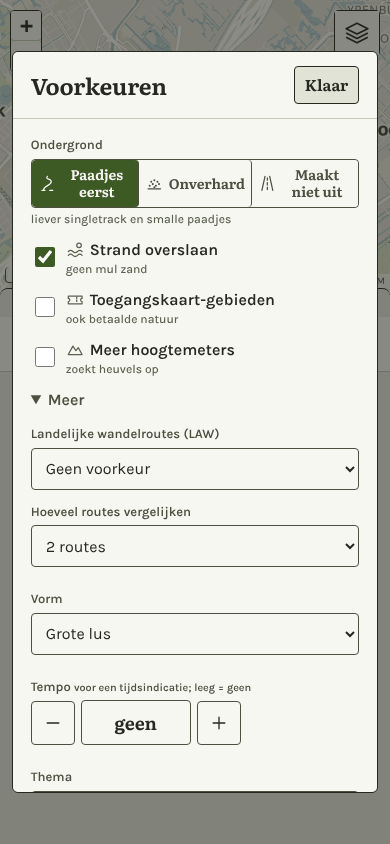 +
Voorkeuren
Klaar
Ondergrond
Paadjes
eerst
Onverhard
Maakt
niet uit
liever singletrack en smalle paadjes
Strand overslaan
geen mul zand
Toegangskaart-gebieden
ook betaalde natuur
Meer hoogtemeters
zoekt heuvels op
▼ Meer
Landelijke wandelroutes (LAW)
Geen voorkeur
Hoeveel routes vergelijken
2 routes
Vorm
Grote lus
Tempo voor een tijdsindicatie; leeg = geen
− geen +
Thema